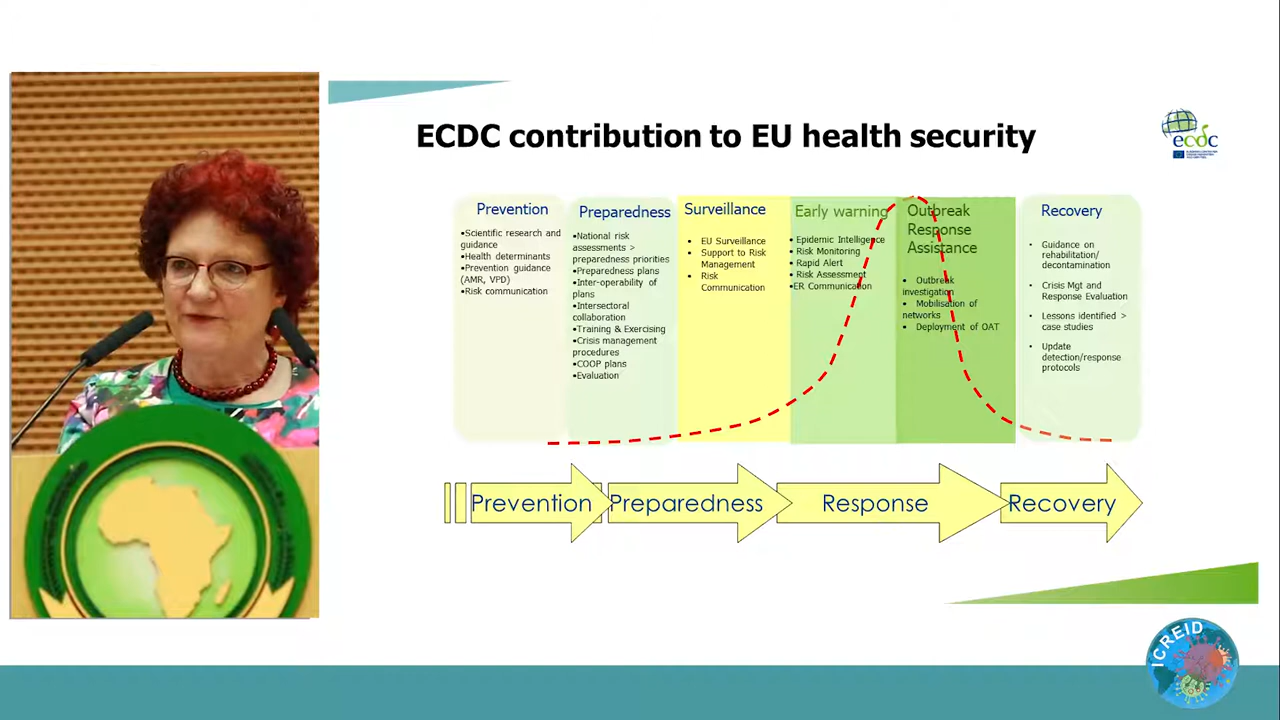 ECDC contribution to EU health security
ecdc
Prevention
•Scientific research and
guidance
•Health determinants
•Prevention guidance
(AMR, VPD)
•Risk communication
Preparedness
•National risk
assessments >
preparedness priorities
•Preparedness plans
•Inter-operability of
plans
•Intersectoral
collaboration
•Training & Exercising
•Crisis management
procedures
•COOP plans
•Evaluation
Surveillance
• EU Surveillance
• Support to Risk
Management
• Risk
Communication
Early warning
• Epidemic Intelligence
• Risk Monitoring
• Rapid Alert
• Risk Assessment
•ER Communication
Outbreak
Response
Assistance
• Outbreak
investigation
• Mobilisation of
networks
• Deployment of OAT
Recovery
• Guidance on
rehabilitation/
decontamination
• Crisis Mgt and
Response Evaluation
• Lessons identified >
case studies
• Update
detection/response
protocols
Prevention
Preparedness
Response
Recovery
ICREID